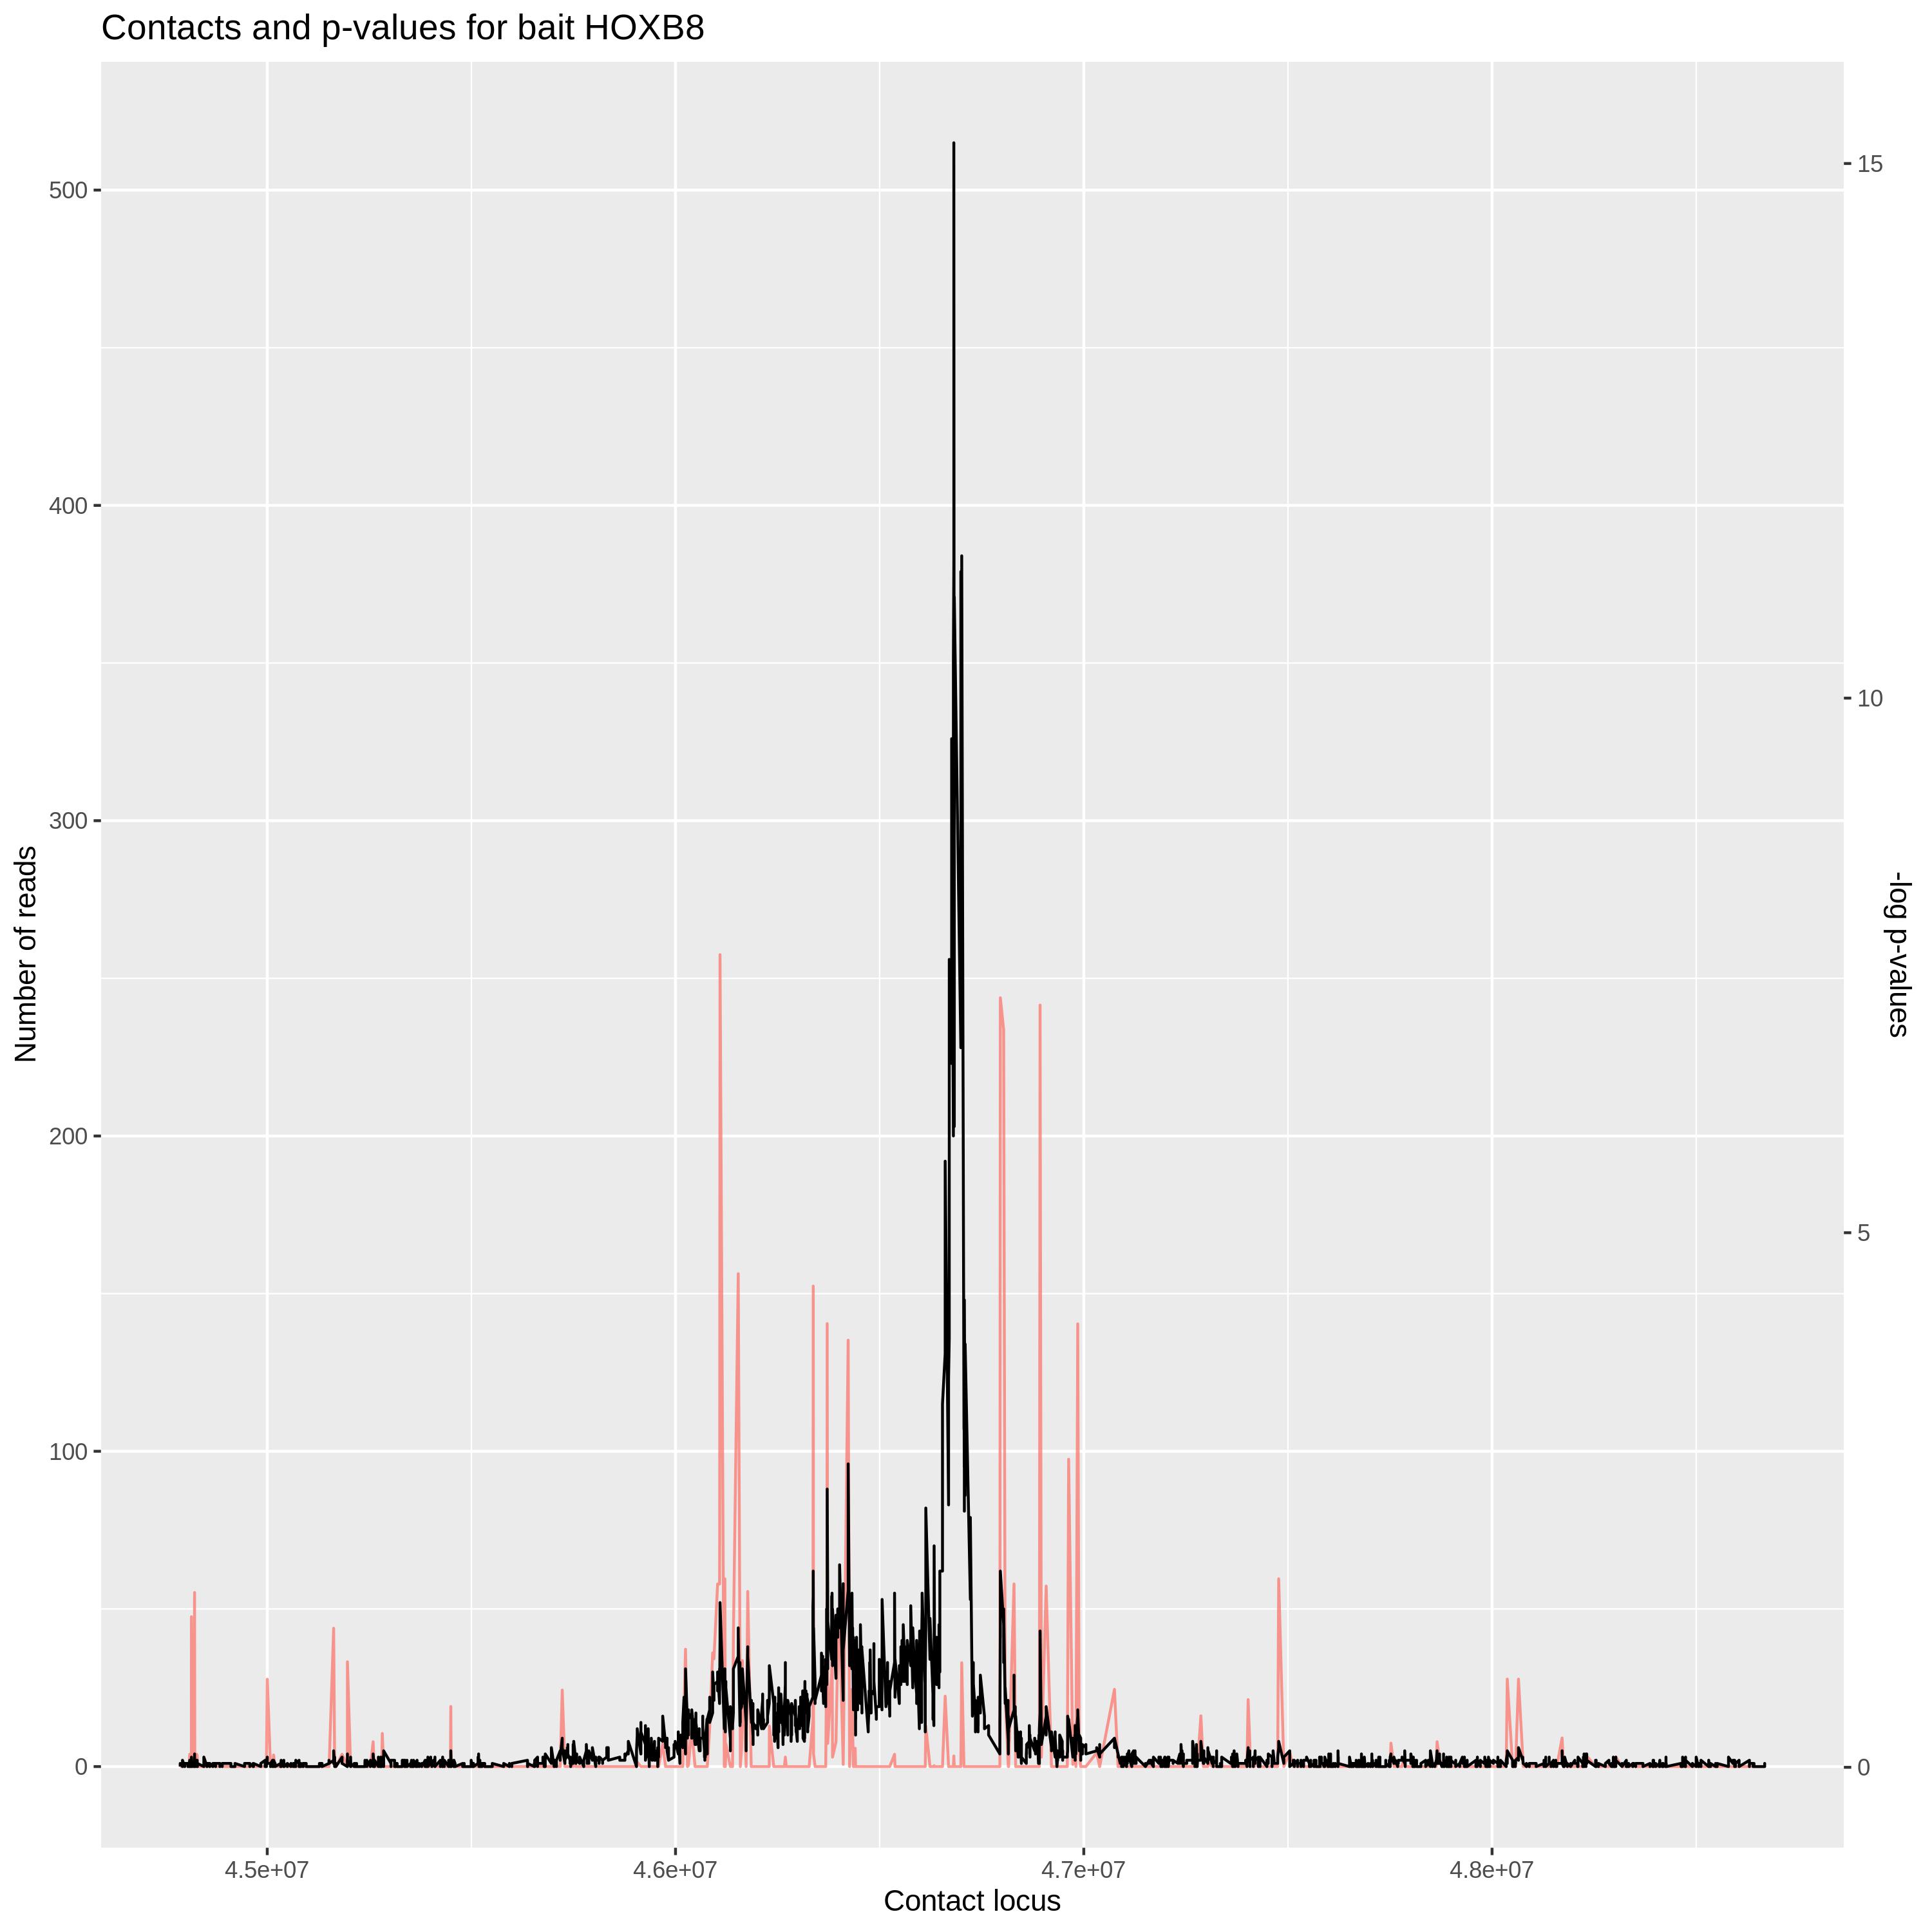 Contacts and p-values for bait HOXB8
500
400
300
200
100
0
Number of reads
15
10
5
0
-log p-values
4.5e+07
4.6e+07
4.7e+07
4.8e+07
Contact locus